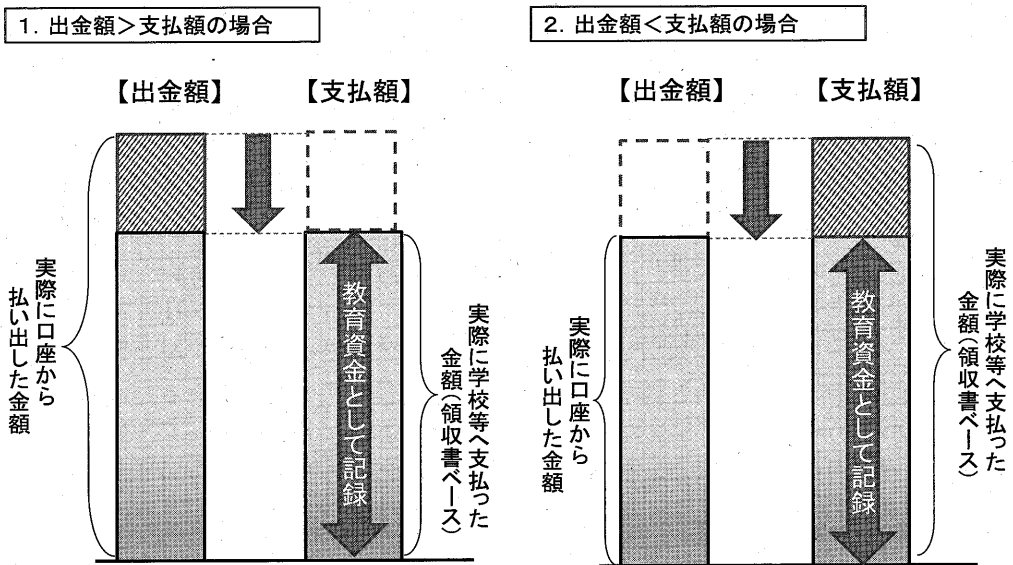 1．出金額＞支払額の場合
【出金額】
【支払額】
実際に口座から
払い出した金額
教育資金として記録
実際に学校等へ支払った
金額（領収書ベース）
2．出金額＜支払額の場合
【出金額】
【支払額】
実際に口座から
払い出した金額
教育資金として記録
実際に学校等へ支払った
金額（領収書ベース）